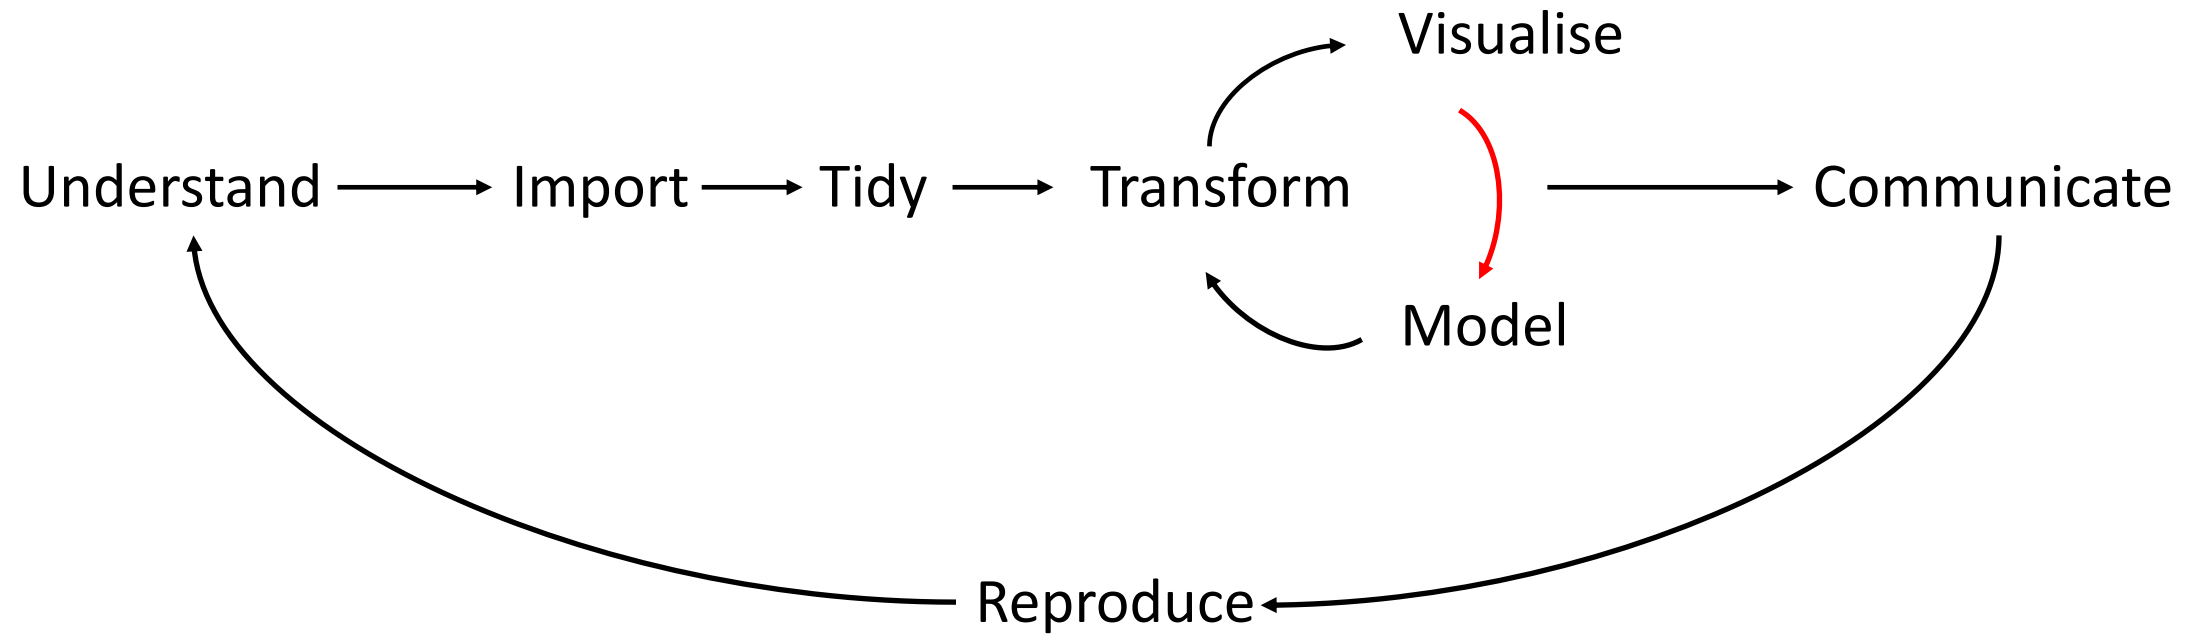 Visualise
Understand Import Tidy Transform Communicate
Model
Reproduce